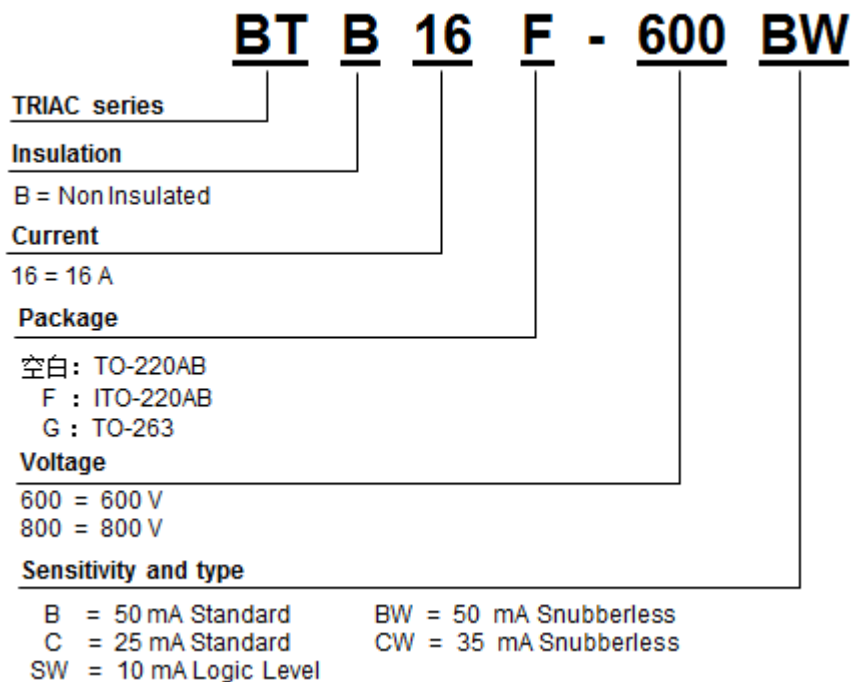 BT B 16 F - 600 BW
TRIAC series
Insulation
B = Non Insulated
Current
16 = 16 A
Package
空白: TO-220AB
F : ITO-220AB
G : TO-263
Voltage
600 = 600 V
800 = 800 V
Sensitivity and type
B = 50 mA Standard BW = 50 mA Snubberless
C = 25 mA Standard CW = 35 mA Snubberless
SW = 10 mA Logic Level